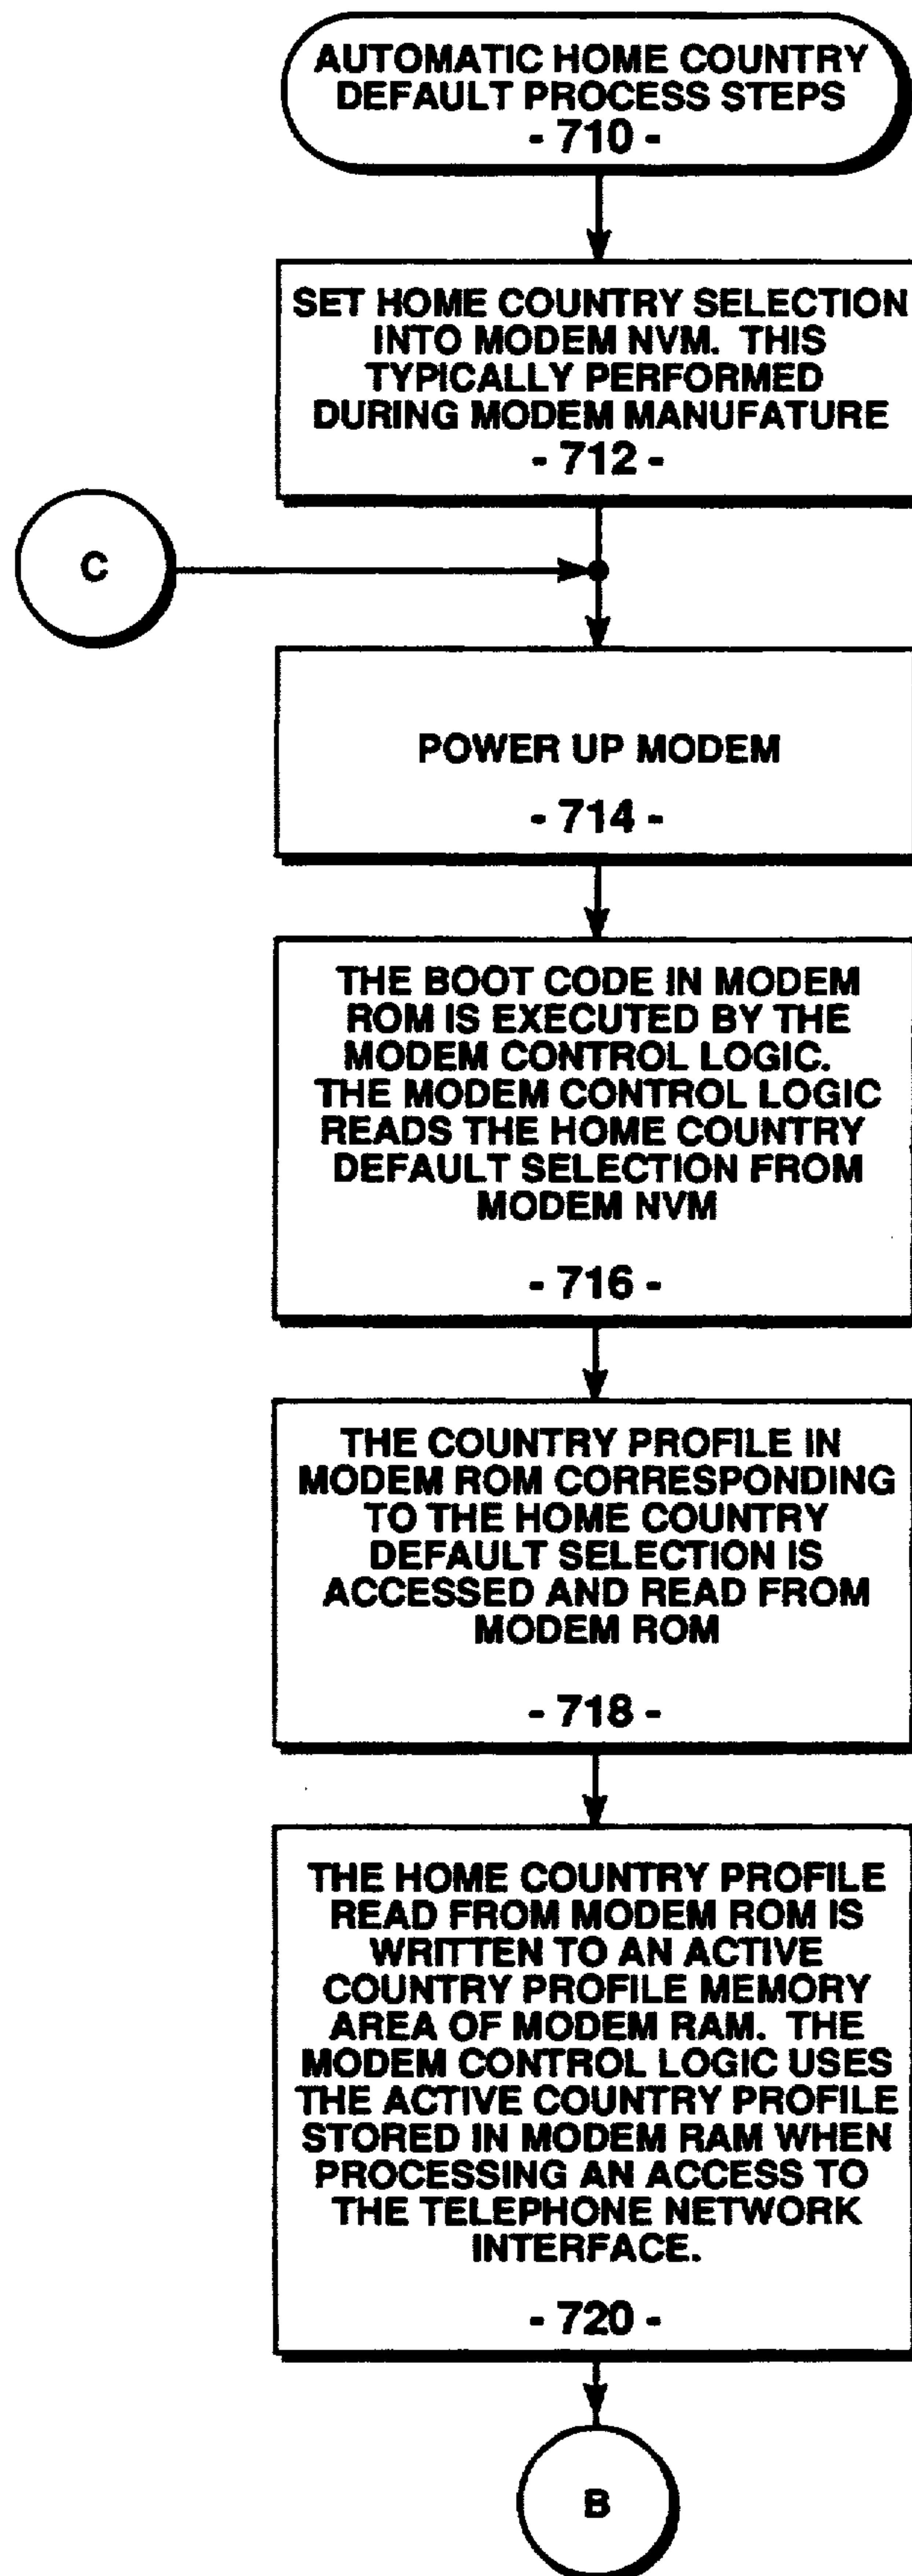 AUTOMATIC HOME COUNTRY
DEFAULT PROCESS STEPS
- 710 -
SET HOME COUNTRY SELECTION
INTO MODEM NVM. THIS
TYPICALLY PERFORMED
DURING MODEM MANUFATURE
- 712 -
C
POWER UP MODEM
- 714 -
THE BOOT CODE IN MODEM
ROM IS EXECUTED BY THE
MODEM CONTROL LOGIC.
THE MODEM CONTROL LOGIC
READS THE HOME COUNTRY
DEFAULT SELECTION FROM
MODEM NVM
- 716 -
THE COUNTRY PROFILE IN
MODEM ROM CORRESPONDING
TO THE HOME COUNTRY
DEFAULT SELECTION IS
ACCESSED AND READ FROM
MODEM ROM
- 718 -
THE HOME COUNTRY PROFILE
READ FROM MODEM ROM IS
WRITTEN TO AN ACTIVE
COUNTRY PROFILE MEMORY
AREA OF MODEM RAM. THE
MODEM CONTROL LOGIC USES
THE ACTIVE COUNTRY PROFILE
STORED IN MODEM RAM WHEN
PROCESSING AN ACCESS TO
THE TELEPHONE NETWORK
INTERFACE.
- 720 -
B